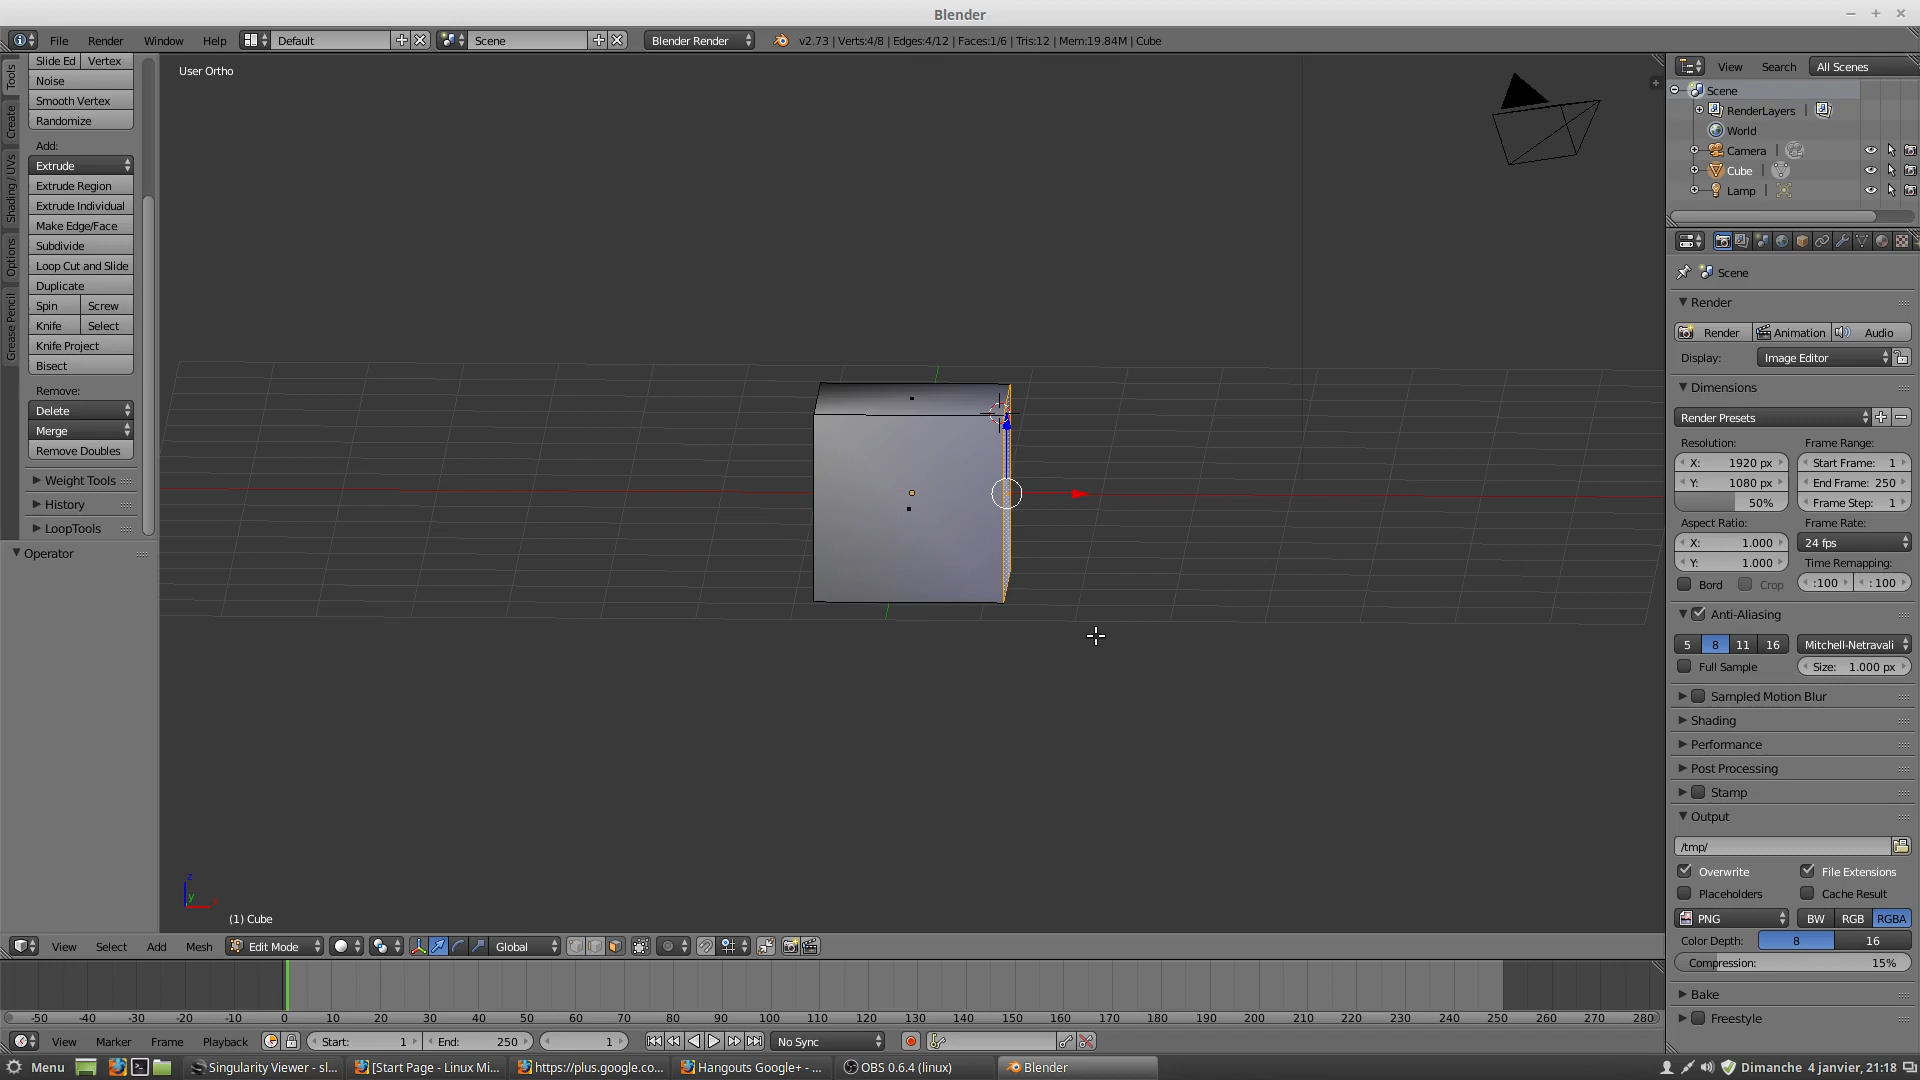 Blender
File Render Window Help Default Scene Blender Render v2.73 | Verts:4/8 | Edges:4/12 | Faces:1/6 | Tris:12 | Mem:19.84M | Cube
Tools
Create
Shading / UVs
Options
Grease Pencil
Slide Ed Vertex
Noise
Smooth Vertex
Randomize
Add:
Extrude
Extrude Region
Extrude Individual
Make Edge/Face
Subdivide
Loop Cut and Slide
Duplicate
Spin Screw
Knife Select
Knife Project
Bisect
Remove:
Delete
Merge
Remove Doubles
Weight Tools
History
LoopTools
Operator
User Ortho
z
y
x
(1) Cube
View Search All Scenes
Scene
RenderLayers |
World
Camera |
Cube |
Lamp |
Scene
Render
Render Animation Audio
Display: Image Editor
Dimensions
Render Presets
Resolution: Frame Range:
X: 1920 px Start Frame: 1
Y: 1080 px End Frame: 250
50% Frame Step: 1
Aspect Ratio: Frame Rate:
X: 1.000 24 fps
Y: 1.000 Time Remapping:
Bord Crop :100 : 100
Anti-Aliasing
5 8 11 16 Mitchell-Netravali
Full Sample Size: 1.000 px
Sampled Motion Blur
Shading
Performance
Post Processing
Stamp
Output
/tmp/
Overwrite File Extensions
Placeholders Cache Result
PNG BW RGB RGBA
Color Depth: 8 16
Compression: 15%
Bake
Freestyle
View Select Add Mesh Edit Mode Global
-50 -40 -30 -20 -10 0 10 20 30 40 50 60 70 80 90 100 110 120 130 140 150 160 170 180 190 200 210 220 230 240 250 260 270 280
View Marker Frame Playback Start: 1 End: 250 1 No Sync
Menu Singularity Viewer - sl... [Start Page - Linux Mi... https://plus.google.co... Hangouts Google+ - ... OBS 0.6.4 (linux) Blender Dimanche 4 janvier, 21:18